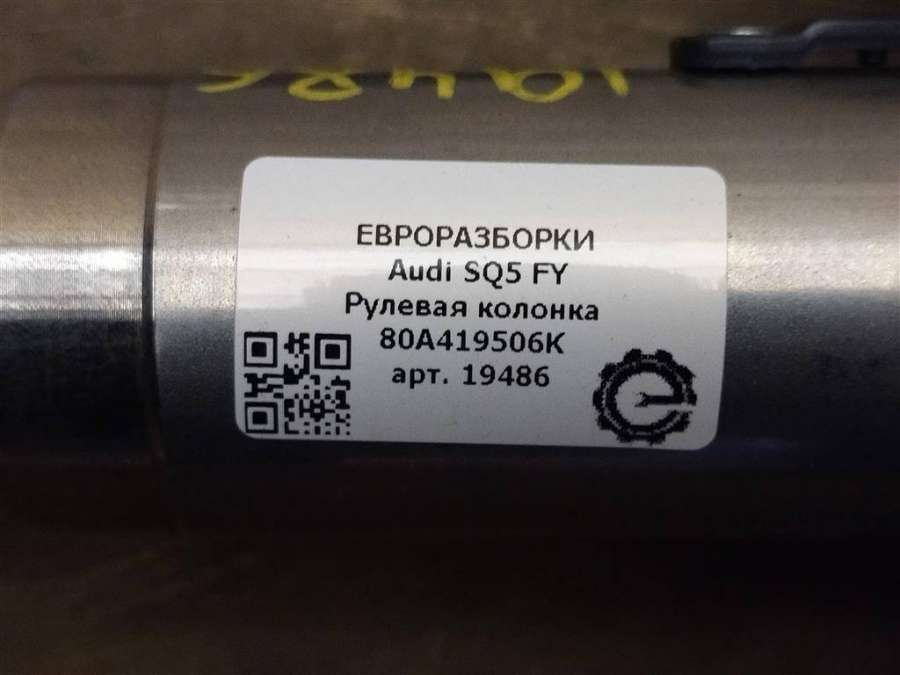 ЕВРОРАЗБОРКИ
Audi SQ5 FY
Рулевая колонка
80A419506K
арт. 19486